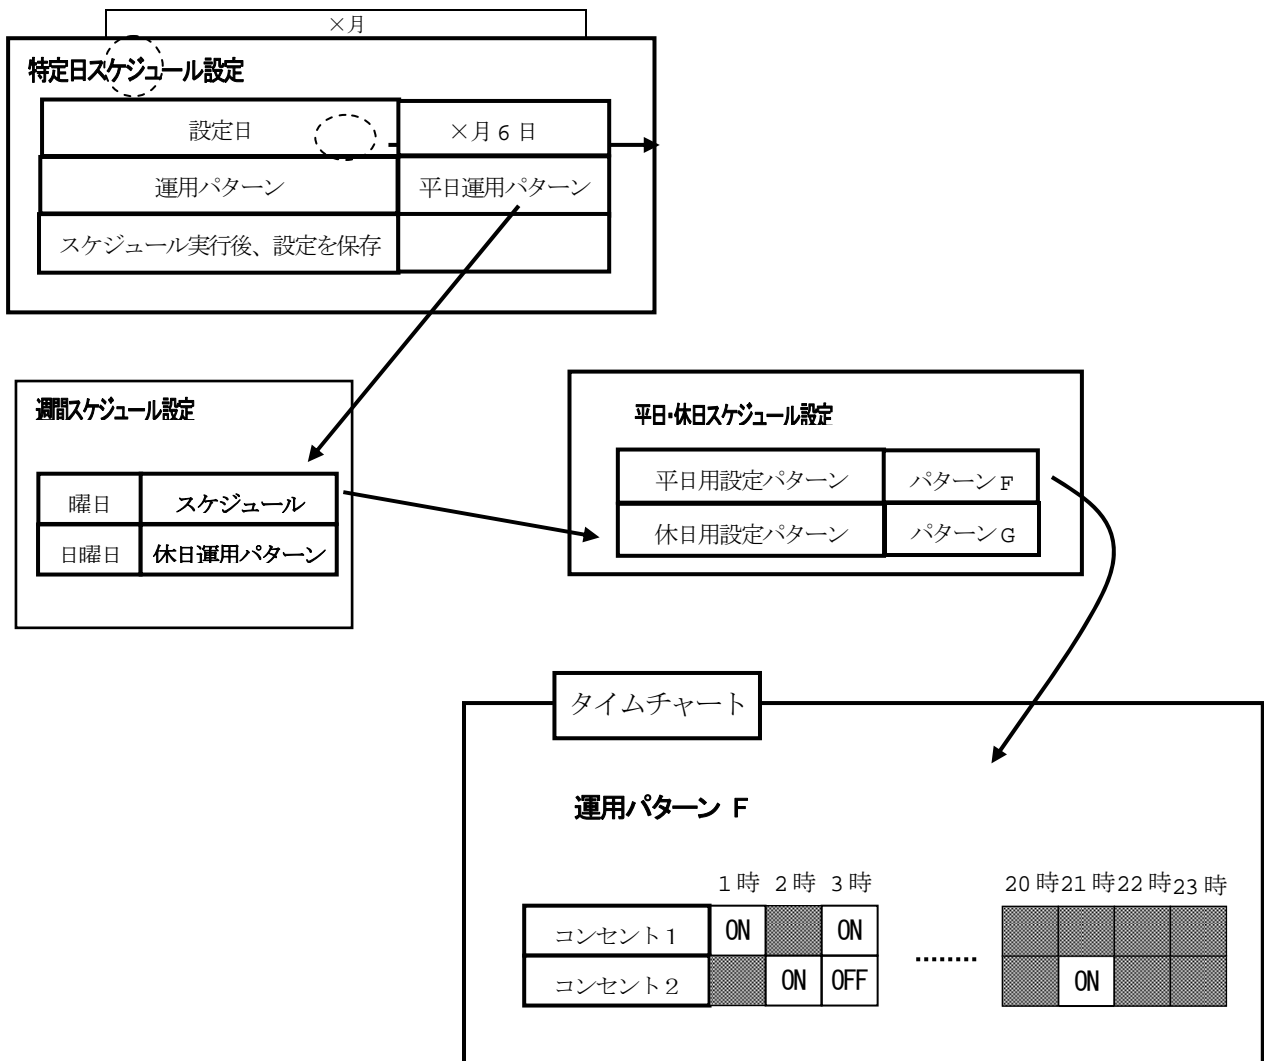 ×月
特定日スケジュール設定
設定日 ×月6日
運用パターン 平日運用パターン
スケジュール実行後、設定を保存
週間スケジュール設定
曜日 スケジュール
日曜日 休日運用パターン
平日・休日スケジュール設定
平日用設定パターン パターンF
休日用設定パターン パターンG
タイムチャート
運用パターン F
1時 2時 3時 20時 21時 22時 23時
コンセント1 ON ON
………
コンセント2 ON OFF ON